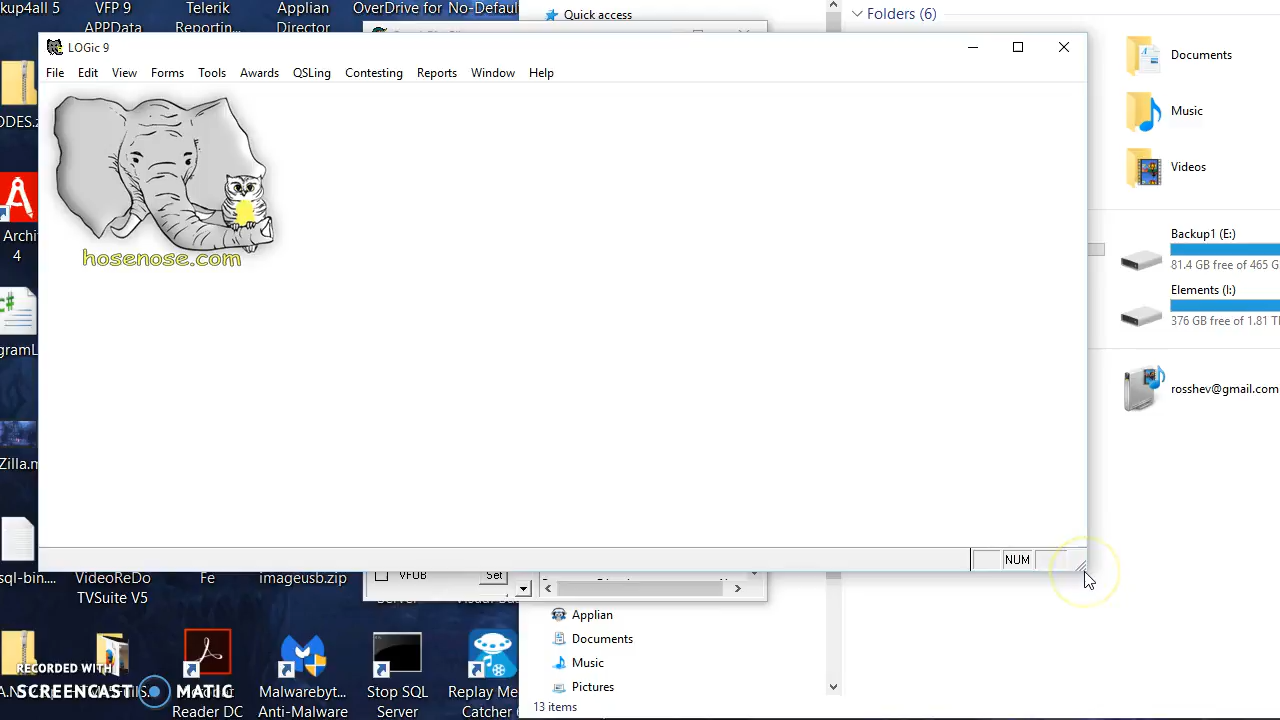 kup4all 5
VFP 9
APPData
Telerik
Reportin...
Applian
Director
OverDrive for No-Default
Quick access
Folders (6)
LOGic 9
File Edit View Forms Tools Awards QSLing Contesting Reports Window Help
hosenose.com
Documents
Music
Videos
ODES.z
Archi
4
gramL
Zilla.m
Backup1 (E:)
81.4 GB free of 465 G
Elements (I:)
376 GB free of 1.81 TI
rosshev@gmail.com
NUM
VFUB
Set
sql-bin...
VideoReDo
TVSuite V5
Fe
imageusb.zip
Server
Applian
Documents
Music
Pictures
13 items
RECORDED WITH
SCREENCAST MATIC
Reader DC
Malwarebyt...
Anti-Malware
Stop SQL
Server
Replay Me
Catcher